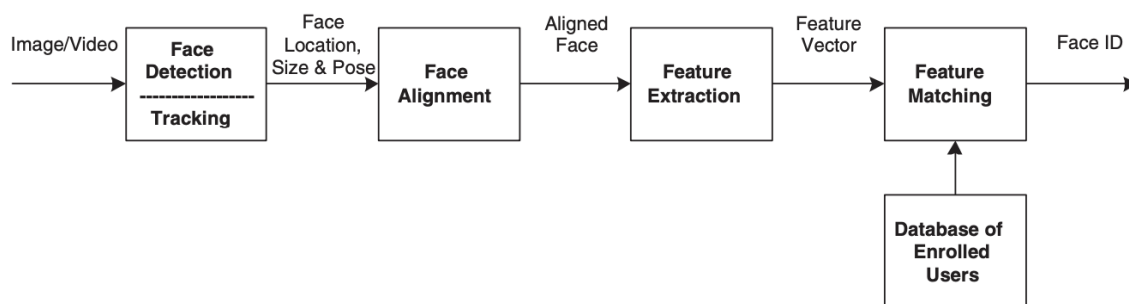 Image/Video
Face
Detection
--------------------
Tracking
Face
Location,
Size & Pose
Face
Alignment
Aligned
Face
Feature
Extraction
Feature
Vector
Feature
Matching
Face ID
Database of
Enrolled
Users